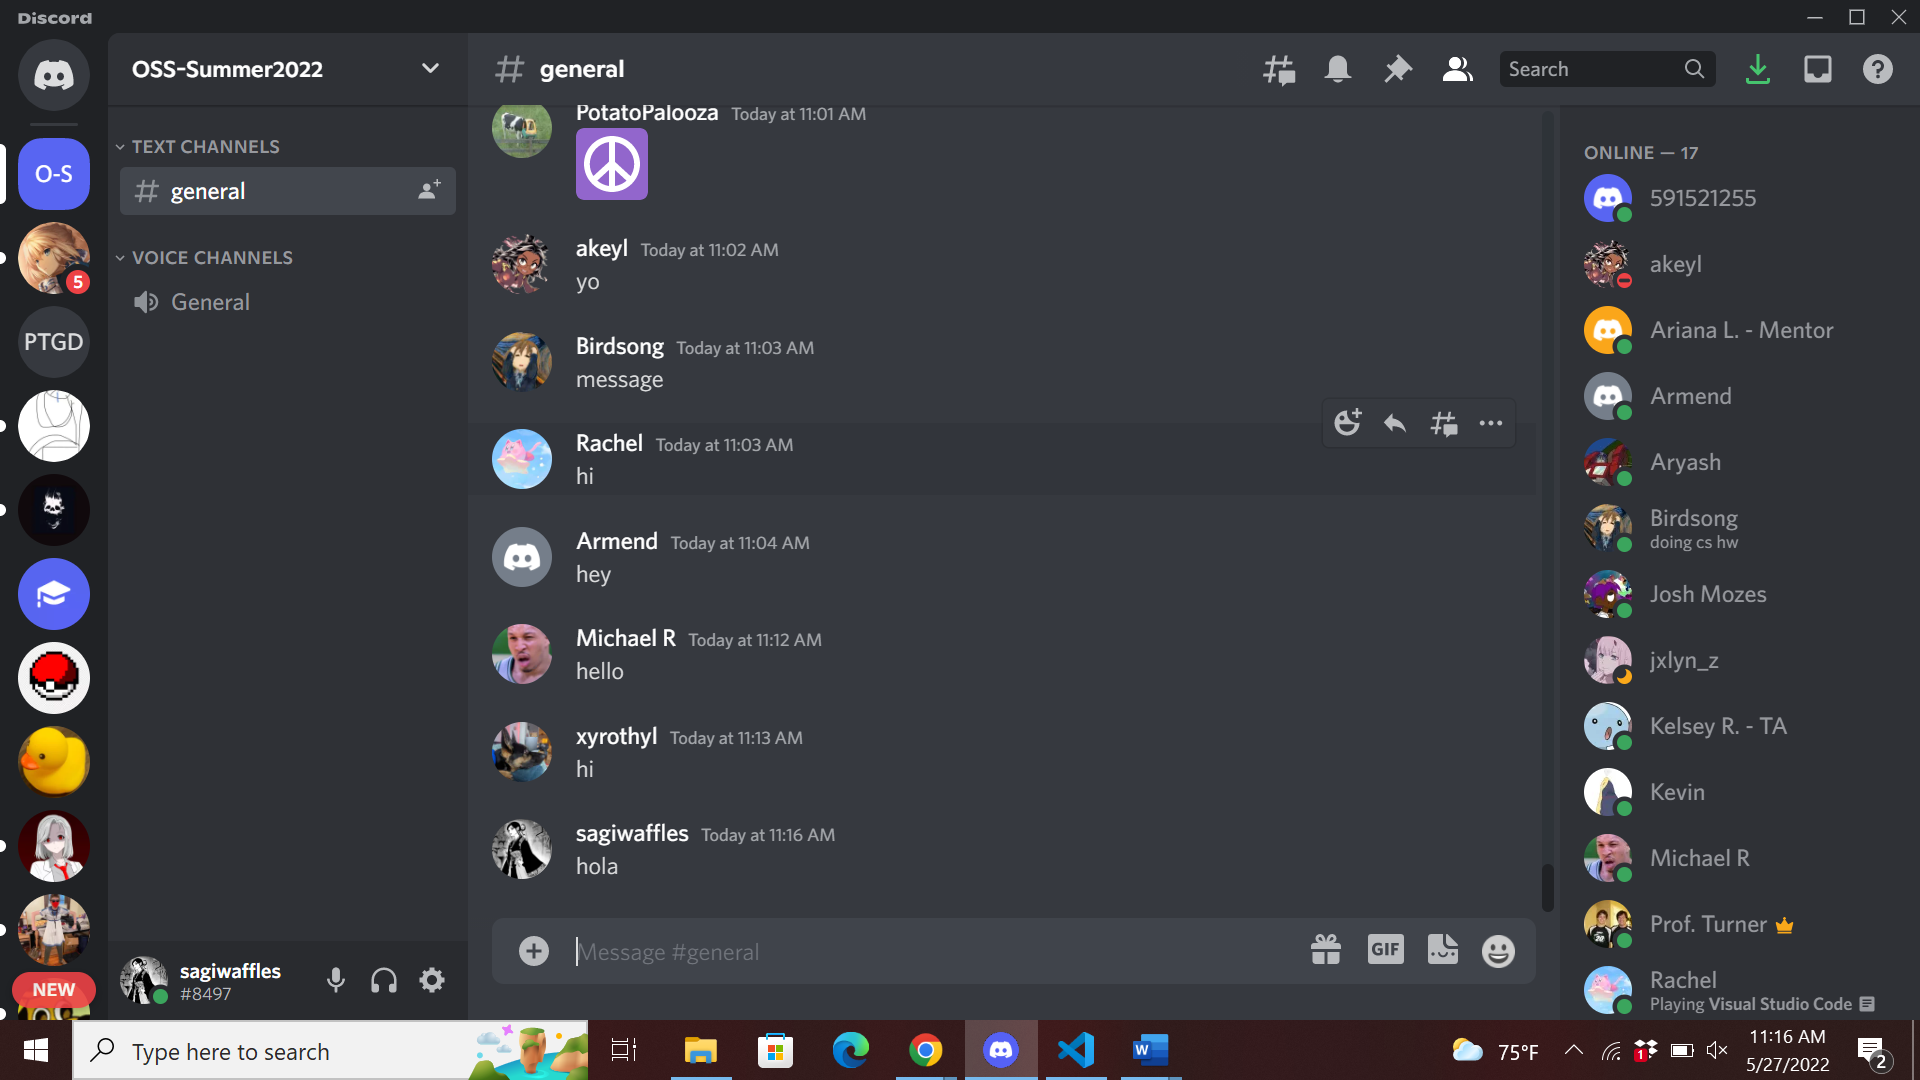 Discord
OSS-Summer2022
general
Search
O-S
5
PTGD
NEW
TEXT CHANNELS
general
VOICE CHANNELS
General
PotatoPalooza Today at 11:01 AM
akeyl Today at 11:02 AM
yo
Birdsong Today at 11:03 AM
message
Rachel Today at 11:03 AM
hi
Armend Today at 11:04 AM
hey
Michael R Today at 11:12 AM
hello
xyrothyl Today at 11:13 AM
hi
sagiwaffles Today at 11:16 AM
hola
Message #general
GIF
sagiwaffles
#8497
ONLINE — 17
591521255
akeyl
Ariana L. - Mentor
Armend
Aryash
Birdsong
doing cs hw
Josh Mozes
jxlyn_z
Kelsey R. - TA
Kevin
Michael R
Prof. Turner
Rachel
Playing Visual Studio Code
Type here to search
W
75°F
1
11:16 AM
5/27/2022
2